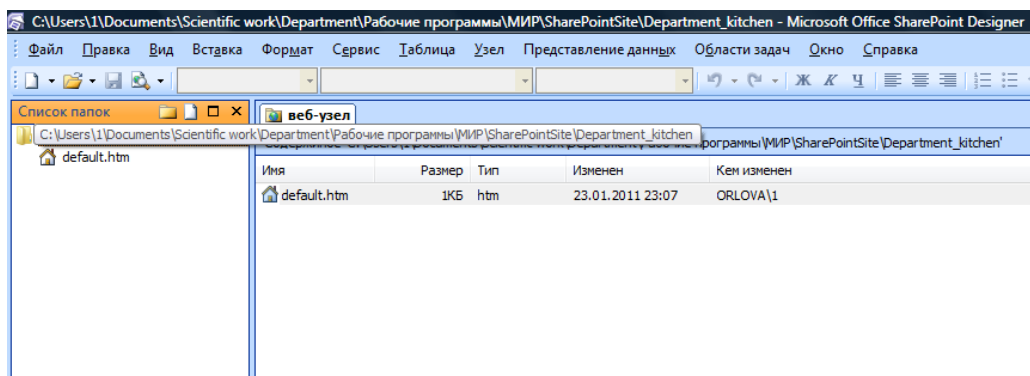 C:\Users\1\Documents\Scientific work\Department\Рабочие программы\МИР\SharePointSite\Department_kitchen - Microsoft Office SharePoint Designer
Файл Правка Вид Вставка Формат Сервис Таблица Узел Представление данных Области задач Окно Справка
Ж К Ч
Список папок
веб-узел
C:\Users\1\Documents\Scientific work\Department\Рабочие программы\МИР\SharePointSite\Department_kitchen
программы\МИР\SharePointSite\Department_kitchen'
default.htm
Имя Размер Тип Изменен Кем изменен
default.htm 1КБ htm 23.01.2011 23:07 ORLOVA\1